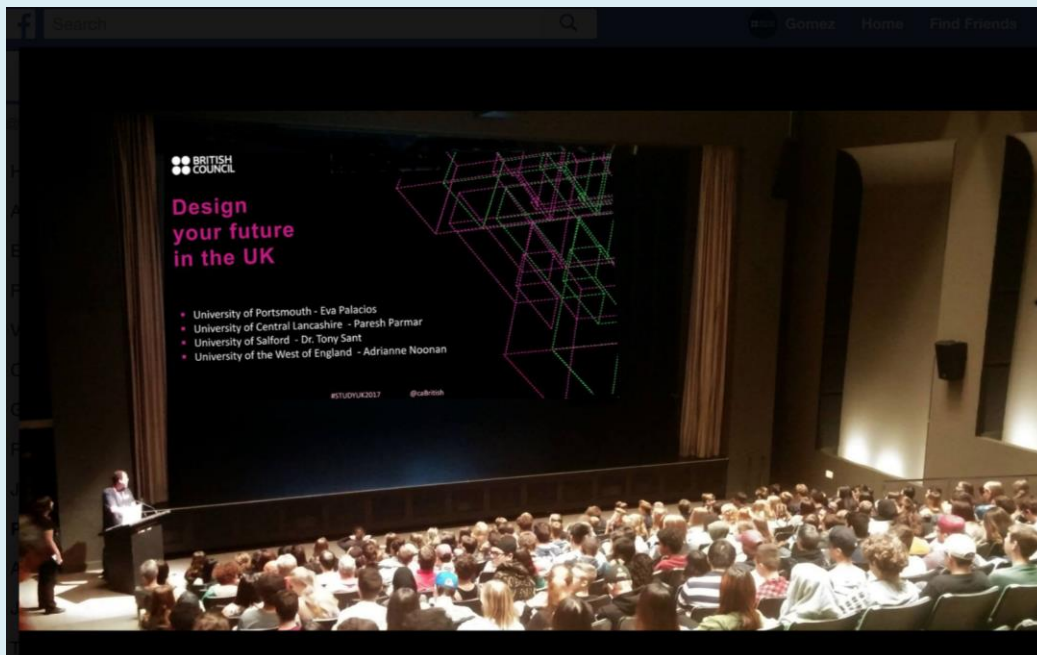 Search
Gomez Home Find Friends
BRITISH
COUNCIL
Design
your future
in the UK
University of Portsmouth - Eva Palacios
University of Central Lancashire - Paresh Parmar
University of Salford - Dr. Tony Sant
University of the West of England - Adrianne Noonan
#STUDYUK2017 @caBritish